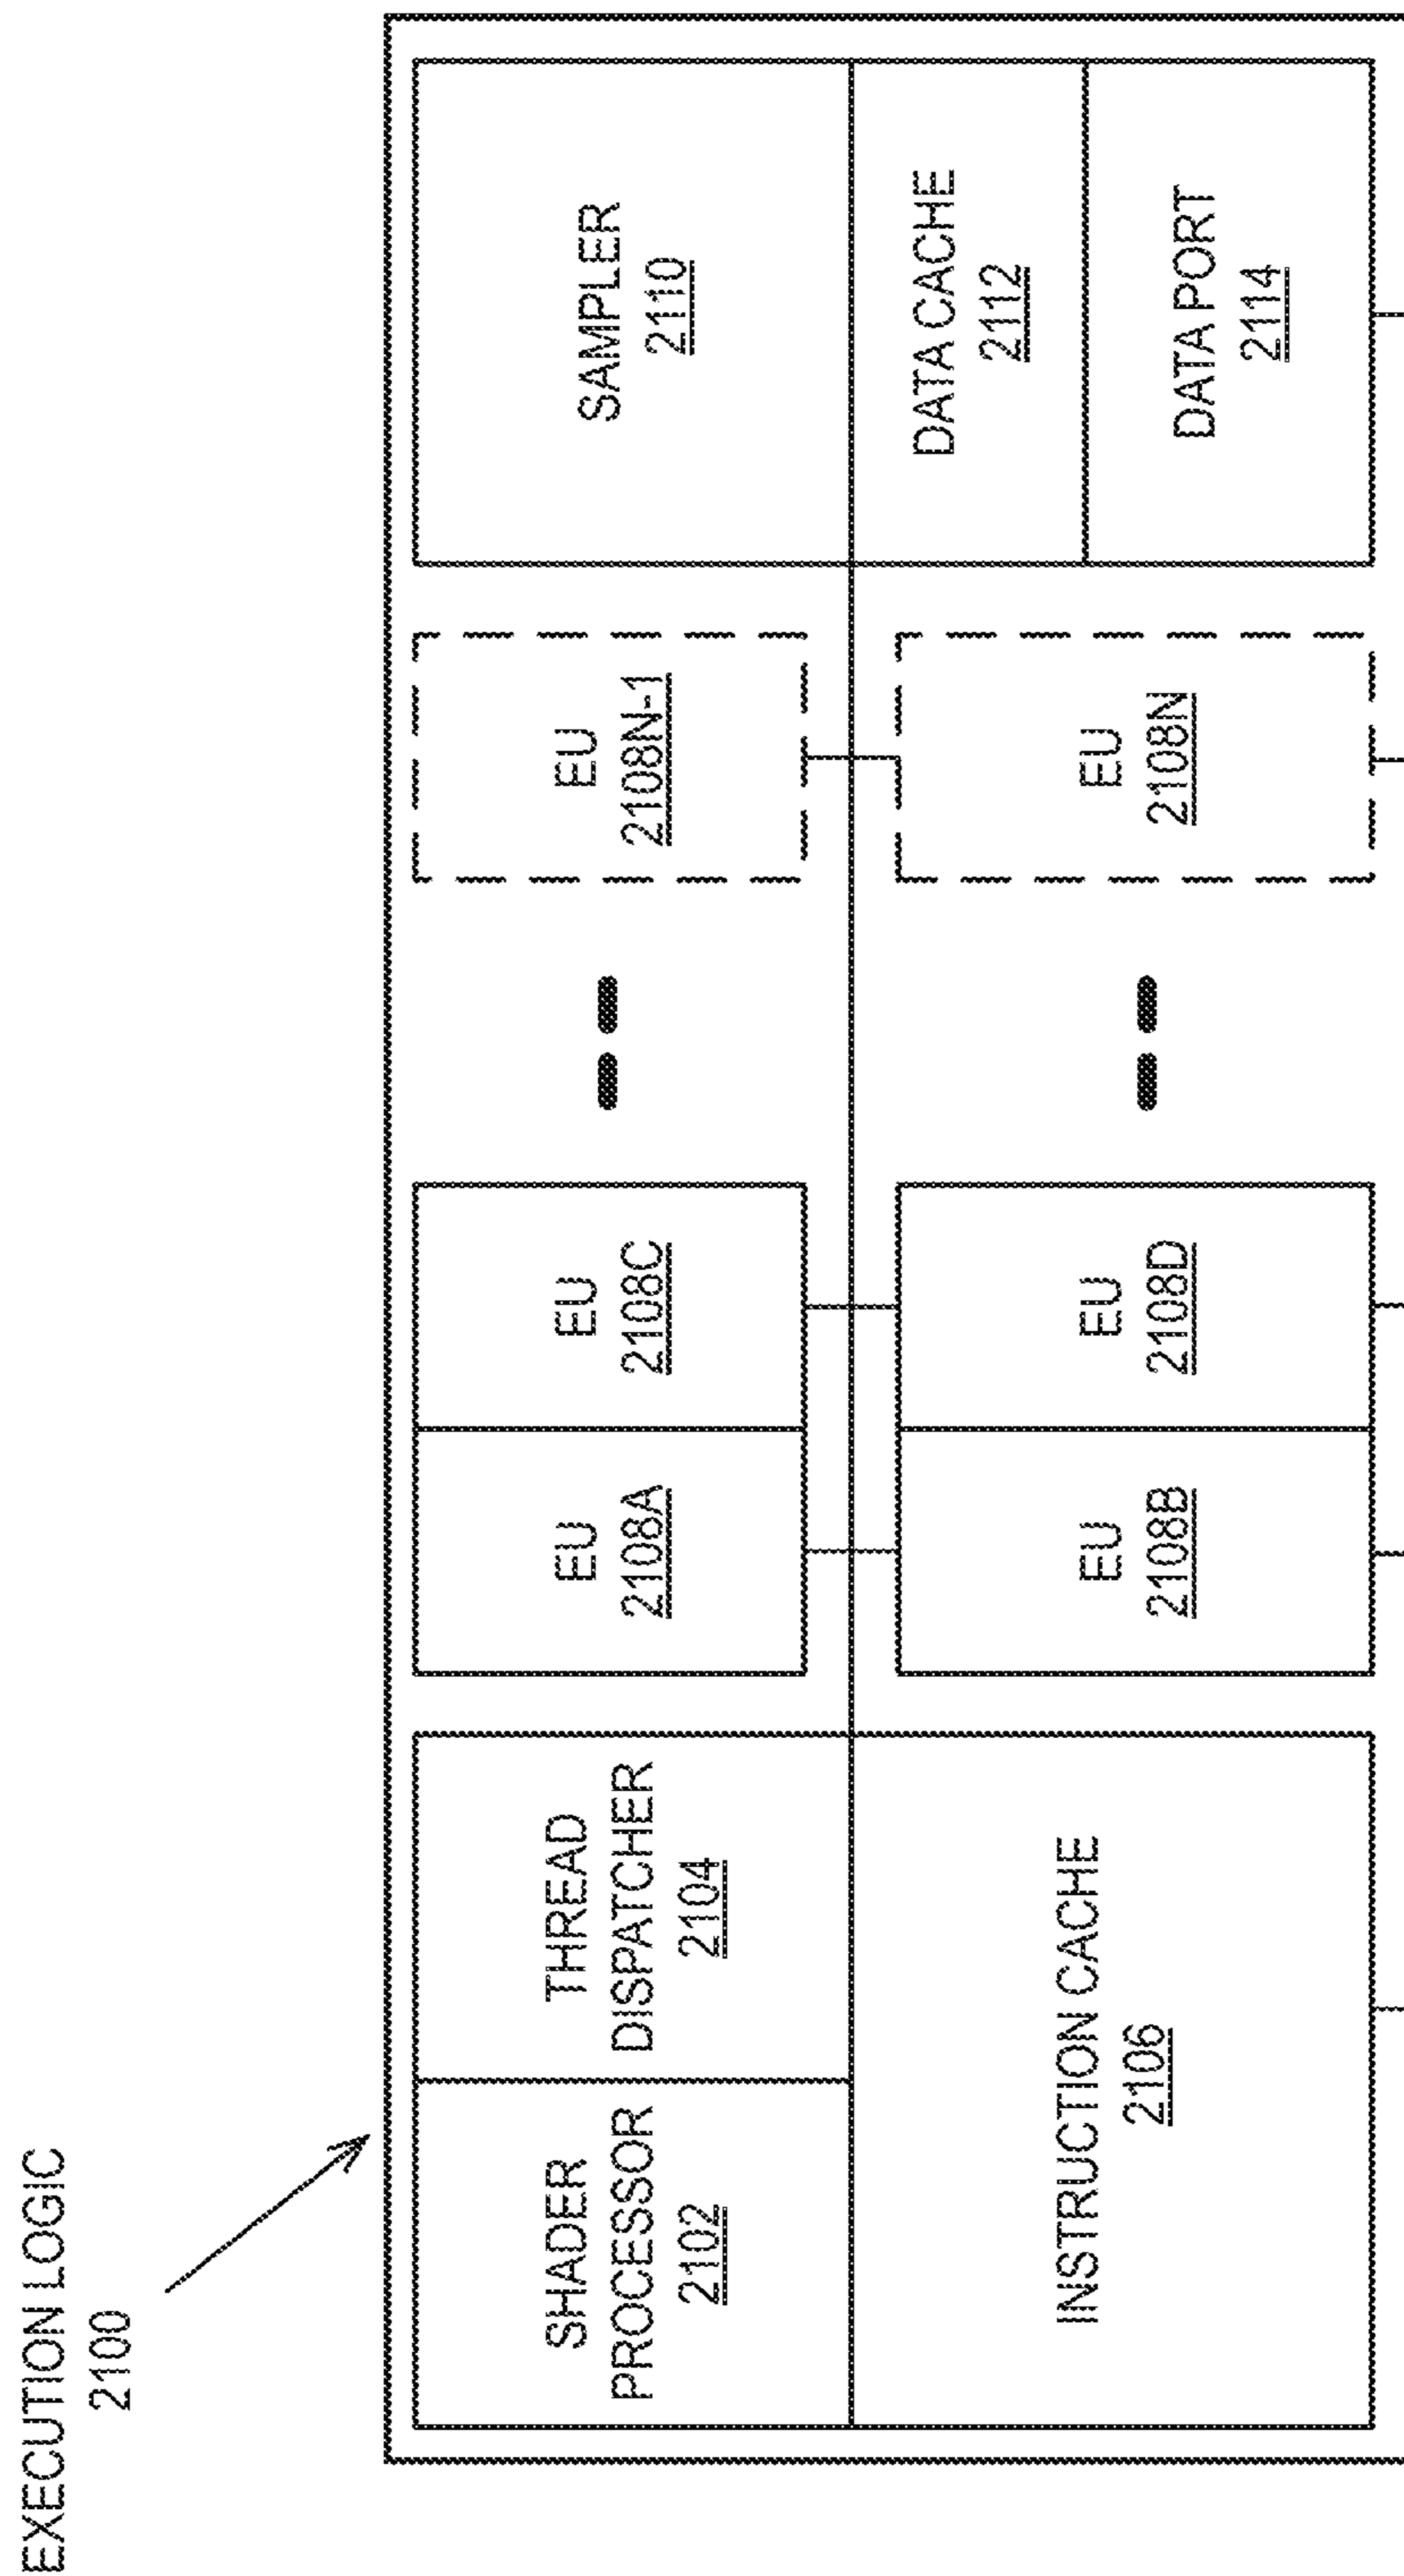 EXECUTION LOGIC
2100
SHADER
PROCESSOR
2102
THREAD
DISPATCHER
2104
INSTRUCTION CACHE
2106
EU
2108A
EU
2108C
EU
2108N-1
EU
2108B
EU
2108D
EU
2108N
SAMPLER
2110
DATA CACHE
2112
DATA PORT
2114